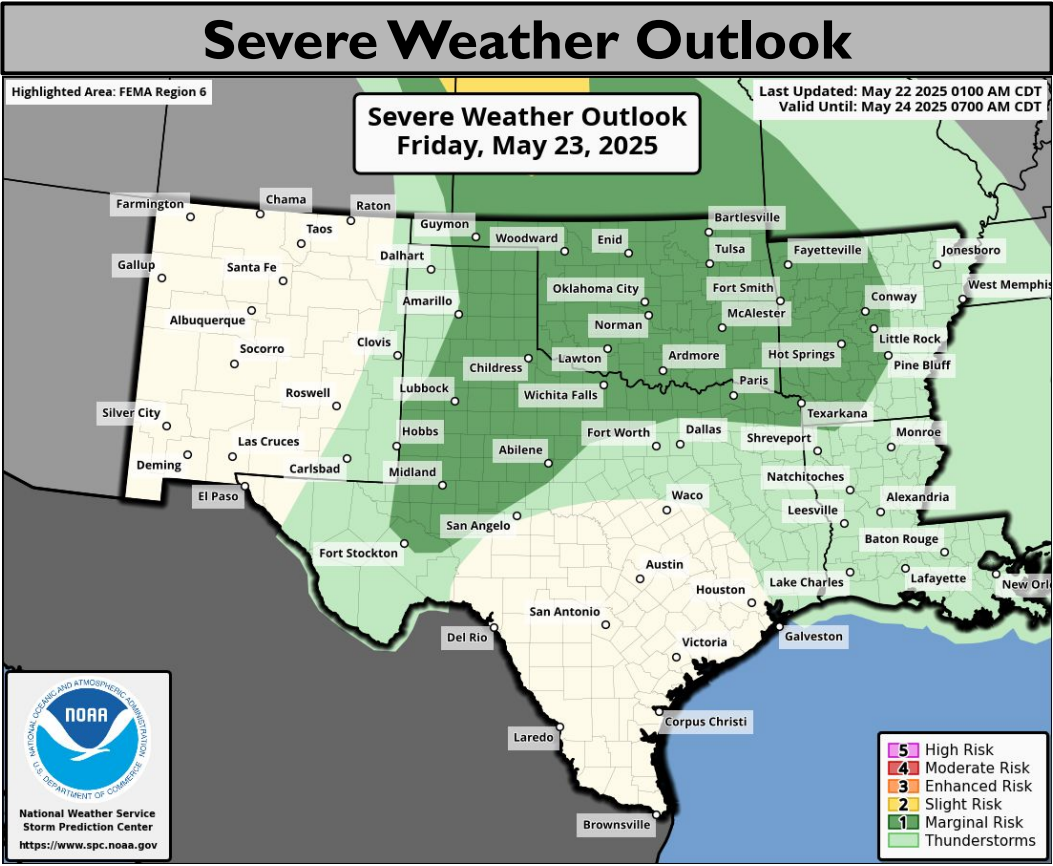 Severe Weather Outlook
Highlighted Area: FEMA Region 6
Last Updated: May 22 2025 0100 AM CDT
Valid Until: May 24 2025 0700 AM CDT
Severe Weather Outlook
Friday, May 23, 2025
Farmington
Chama
Raton
Taos
Guymon
Bartlesville
Woodward
Enid
Tulsa
Fayetteville
Jonesboro
Gallup
Santa Fe
Dalhart
Oklahoma City
Fort Smith
West Memphis
Amarillo
Conway
Albuquerque
Norman
McAlester
Little Rock
Socorro
Clovis
Childress
Lawton
Ardmore
Hot Springs
Pine Bluff
Roswell
Lubbock
Wichita Falls
Paris
Silver City
Texarkana
Las Cruces
Hobbs
Fort Worth
Dallas
Shreveport
Monroe
Deming
Carlsbad
Midland
Abilene
Natchitoches
El Paso
Waco
Leesville
Alexandria
San Angelo
Baton Rouge
Fort Stockton
Austin
Lake Charles
Lafayette
New Orl
Houston
San Antonio
Del Rio
Victoria
Galveston
Laredo
Corpus Christi
Brownsville
NATIONAL OCEANIC AND ATMOSPHERIC ADMINISTRATION
NOAA
U.S. DEPARTMENT OF COMMERCE
National Weather Service
Storm Prediction Center
https://www.spc.noaa.gov
5 High Risk
4 Moderate Risk
3 Enhanced Risk
2 Slight Risk
1 Marginal Risk
Thunderstorms